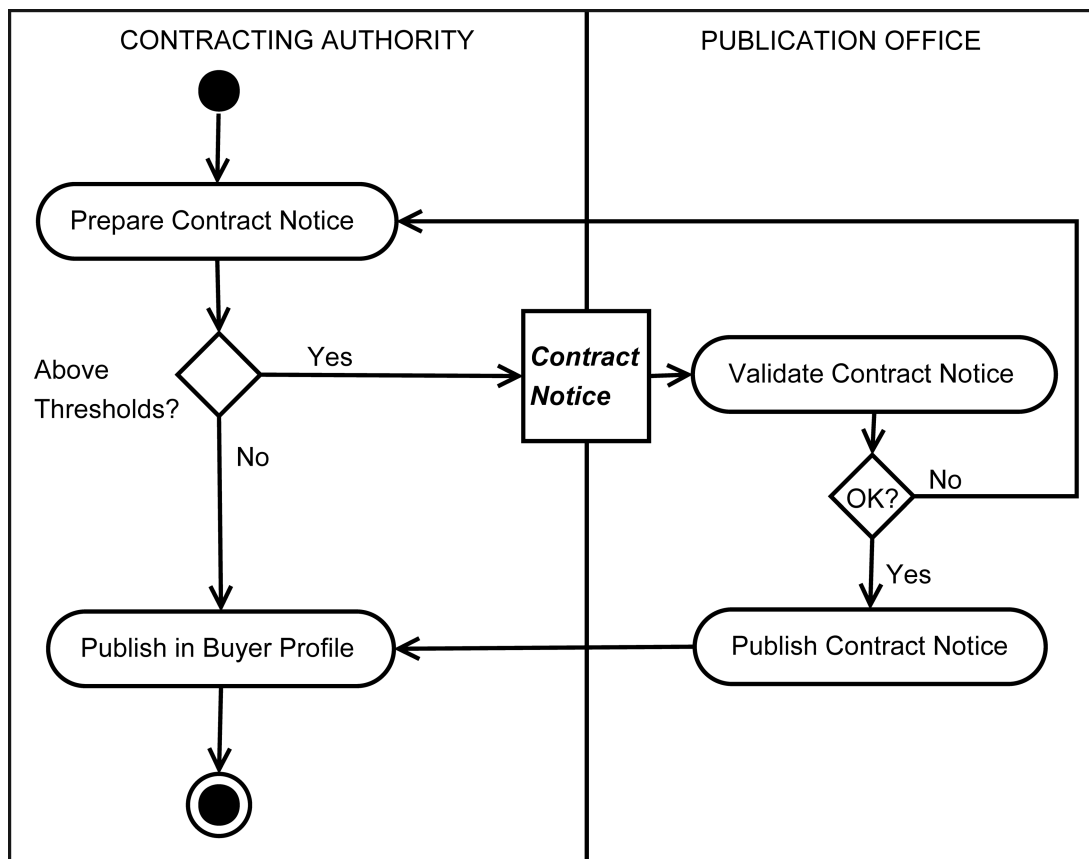 CONTRACTING AUTHORITY
PUBLICATION OFFICE
Prepare Contract Notice
Above
Thresholds?
Yes
Contract
Notice
Validate Contract Notice
No
OK?
No
Yes
Publish in Buyer Profile
Publish Contract Notice